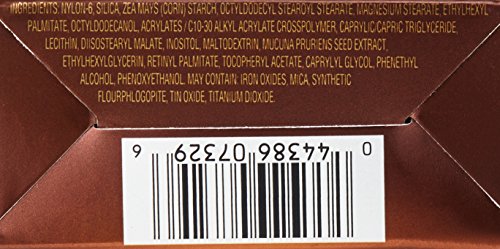 INGREDIENTS: NYLON-6, SILICA, ZEA MAYS (CORN) STARCH, OCTYLDODECYL STEAROYL STEARATE, MAGNESIUM STEARATE, ETHYLHEXYL
PALMITATE, OCTYLDODECANOL, ACRYLATES / C10-30 ALKYL ACRYLATE CROSSPOLYMER, CAPRYLIC/CAPRIC TRIGLYCERIDE,
LECITHIN, DIISOSTEARYL MALATE, INOSITOL, MALTODEXTRIN, MUCUNA PRURIENS SEED EXTRACT,
ETHYLHEXYLGLYCERIN, RETINYL PALMITATE, TOCOPHERYL ACETATE, CAPRYLYL GLYCOL, PHENETHYL
ALCOHOL, PHENOXYETHANOL. MAY CONTAIN: IRON OXIDES, MICA, SYNTHETIC
FLOURPHLOGOPITE, TIN OXIDE, TITANIUM DIOXIDE.
0 44386 07329 6